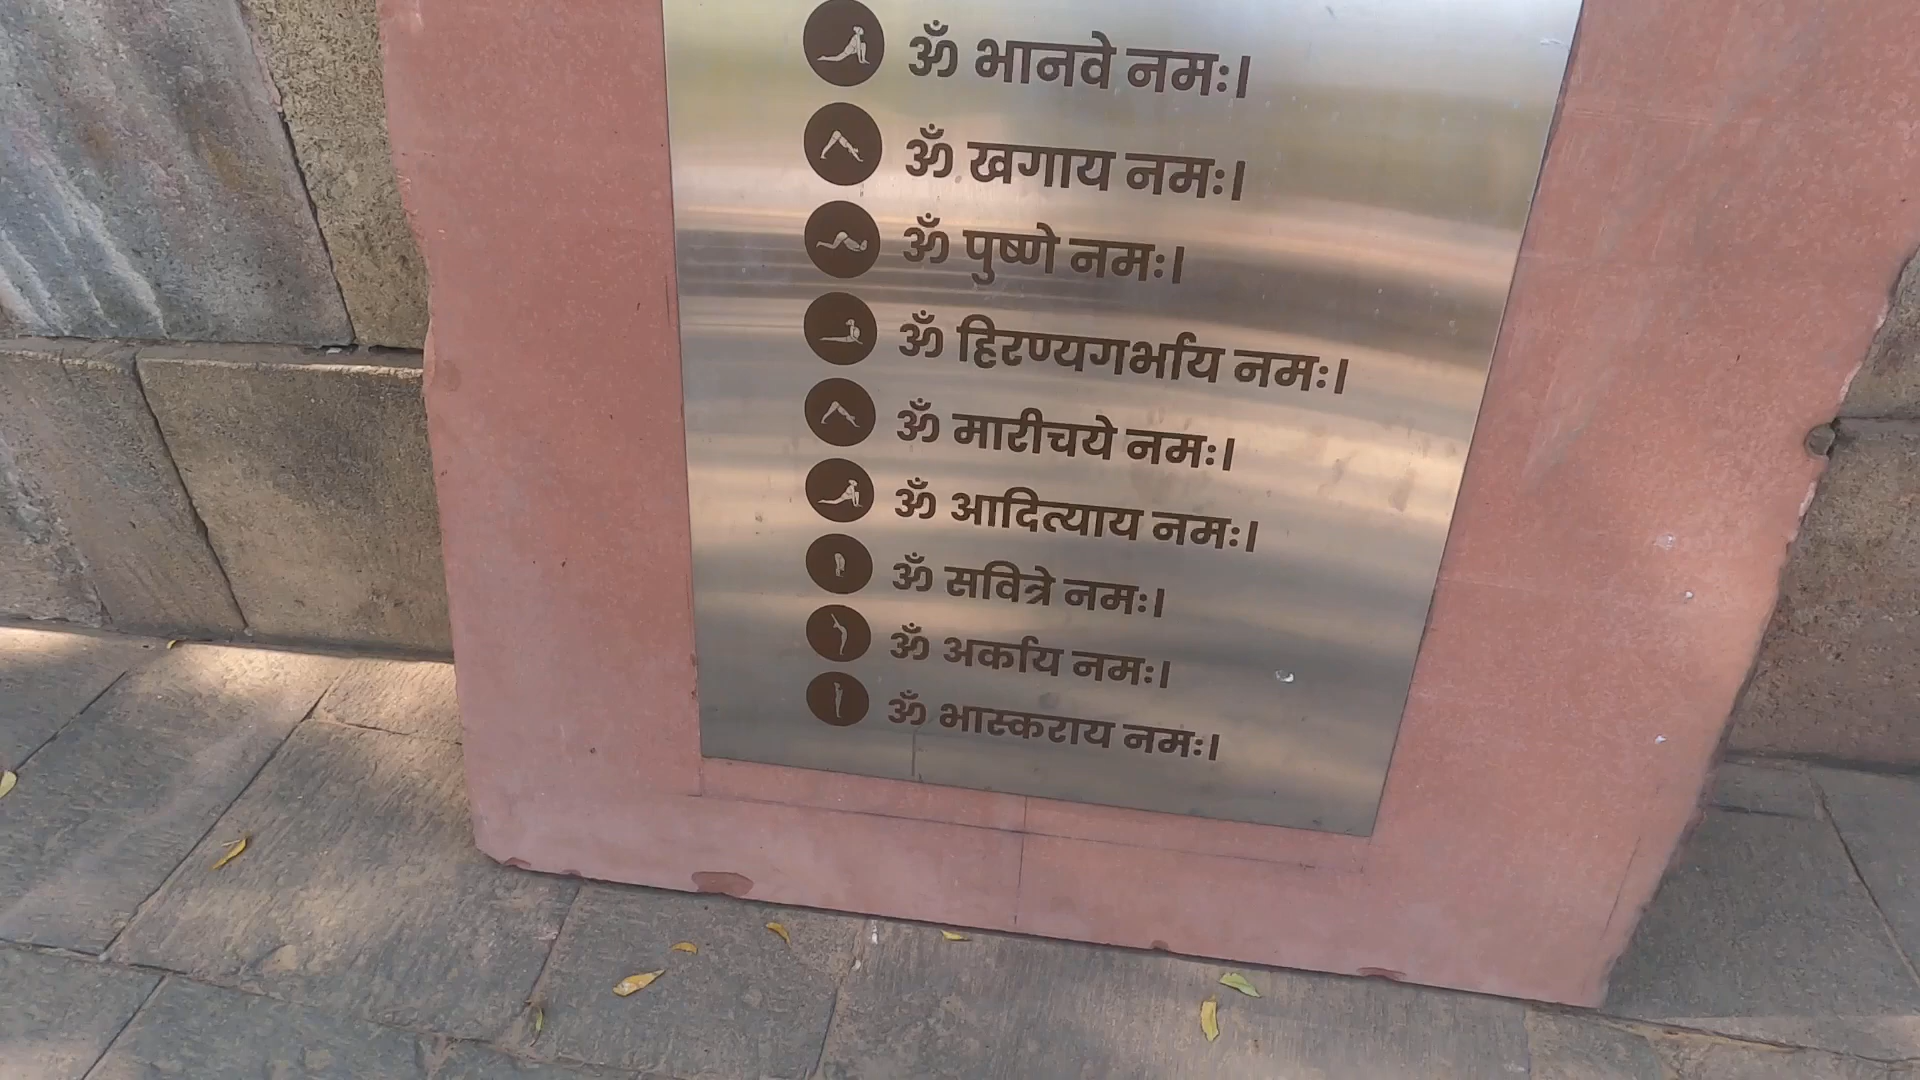 ॐ भानवे नमः।
ॐ खगाय नमः।
ॐ पुष्णे नमः।
ॐ हिरण्यगर्भाय नमः।
ॐ मारीचये नमः।
ॐ आदित्याय नमः।
ॐ सवित्रे नमः।
ॐ अर्काय नमः।
ॐ भास्कराय नमः।